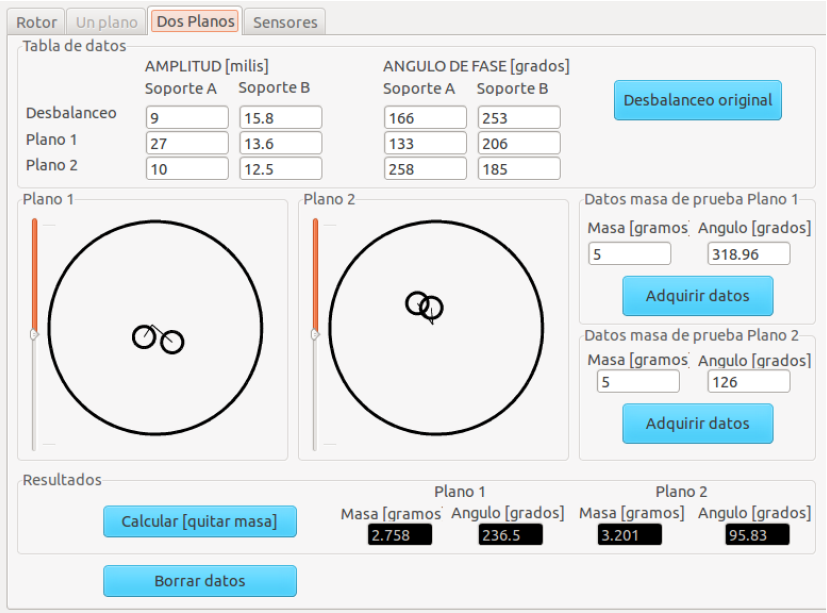 Rotor Un plano Dos Planos Sensores
Tabla de datos
AMPLITUD [milis] ANGULO DE FASE [grados]
Soporte A Soporte B Soporte A Soporte B
Desbalanceo 9 15.8 166 253
Plano 1 27 13.6 133 206
Plano 2 10 12.5 258 185
Desbalanceo original
Plano 1
Plano 2
Datos masa de prueba Plano 1
Masa [gramos] Angulo [grados]
5 318.96
Adquirir datos
Datos masa de prueba Plano 2
Masa [gramos] Angulo [grados]
5 126
Adquirir datos
Resultados
Calcular [quitar masa]
Plano 1 Plano 2
Masa [gramos] Angulo [grados] Masa [gramos] Angulo [grados]
2.758 236.5 3.201 95.83
Borrar datos